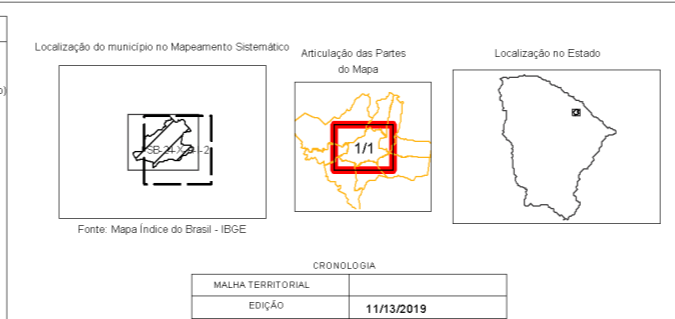 Localização do município no Mapeamento Sistemático
Articulação das Partes
do Mapa
Localização no Estado
1/1
Fonte: Mapa Índice do Brasil - IBGE
CRONOLOGIA
MALHA TERRITORIAL
EDIÇÃO 11/13/2019